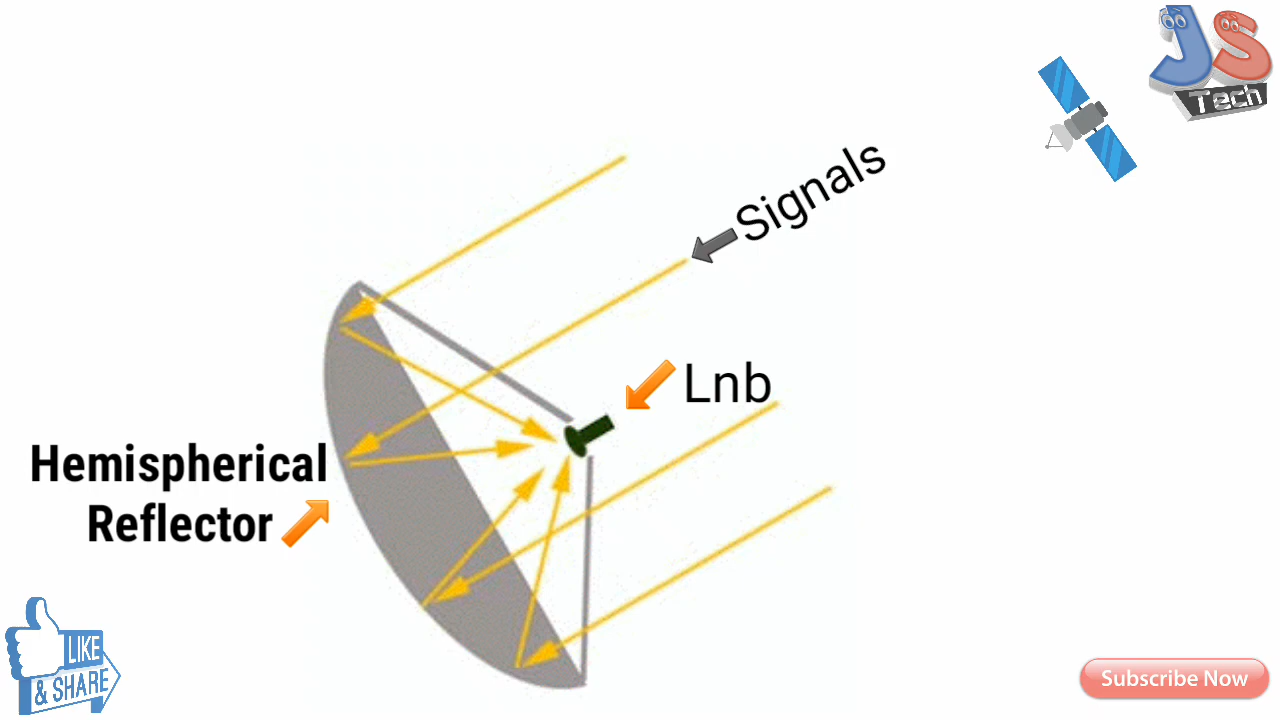 JS
Tech
Signals
Lnb
Hemispherical
Reflector
LIKE
& SHARE
Subscribe Now